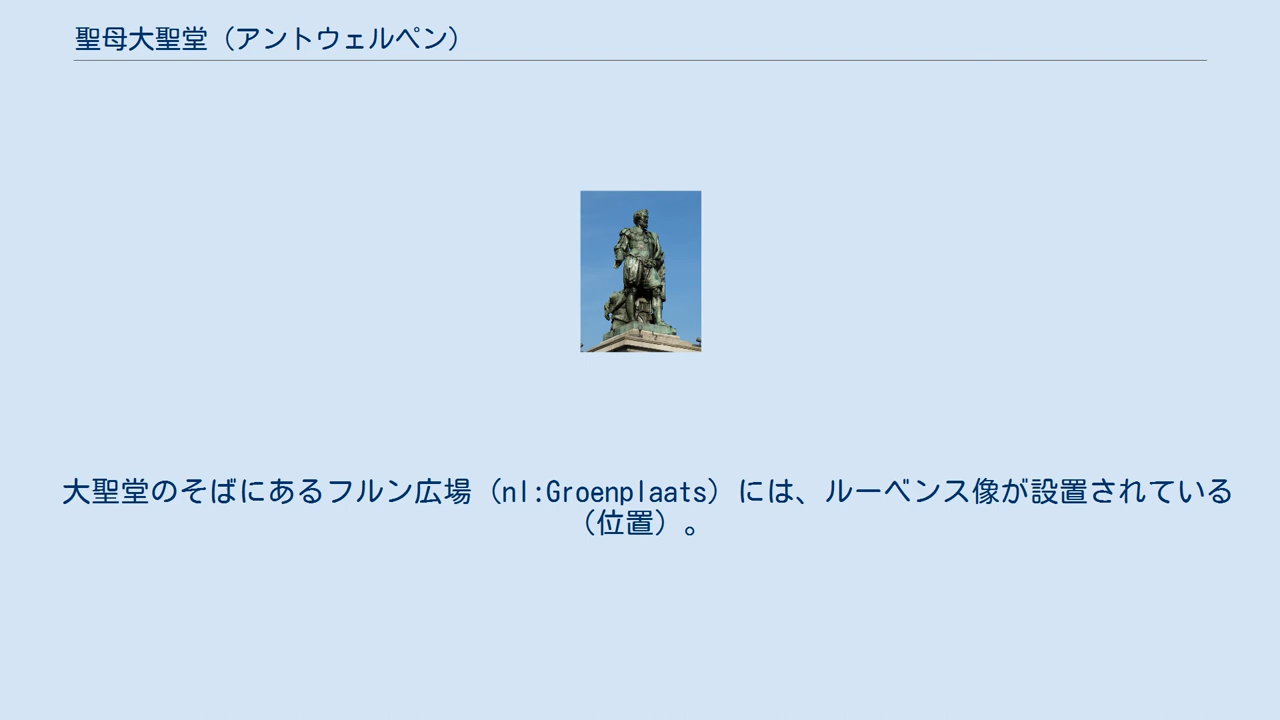 聖母大聖堂（アントウェルペン）
大聖堂のそばにあるフルン広場（nl:Groenplaats）には、ルーベンス像が設置されている
（位置）。